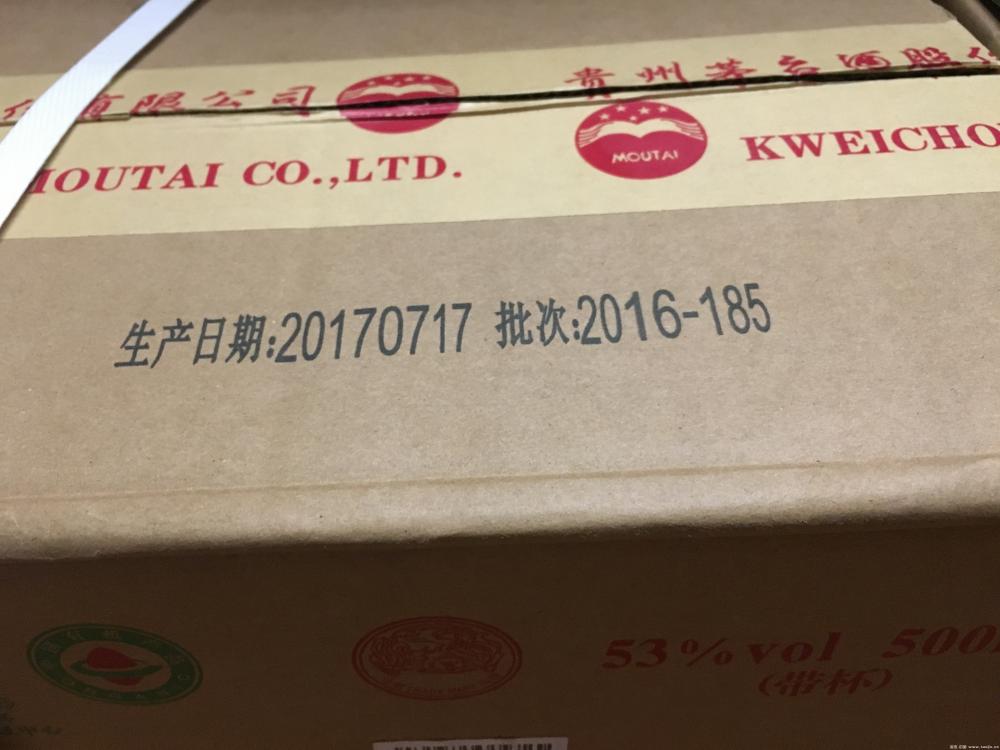 有限公司 贵州茅台酒股份
MOUTAI
MOUTAI CO.,LTD. KWEICHO
生产日期:20170717 批次:2016-185
53%vol 500
(带杯)